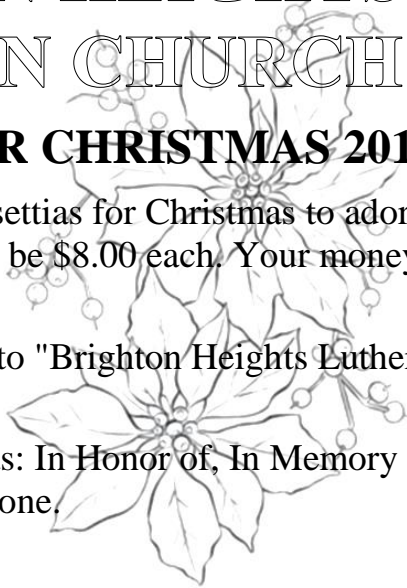 N CHURCH
R CHRISTMAS 201
settias for Christmas to ador
be $8.00 each. Your money
to "Brighton Heights Luther
s: In Honor of, In Memory
one.